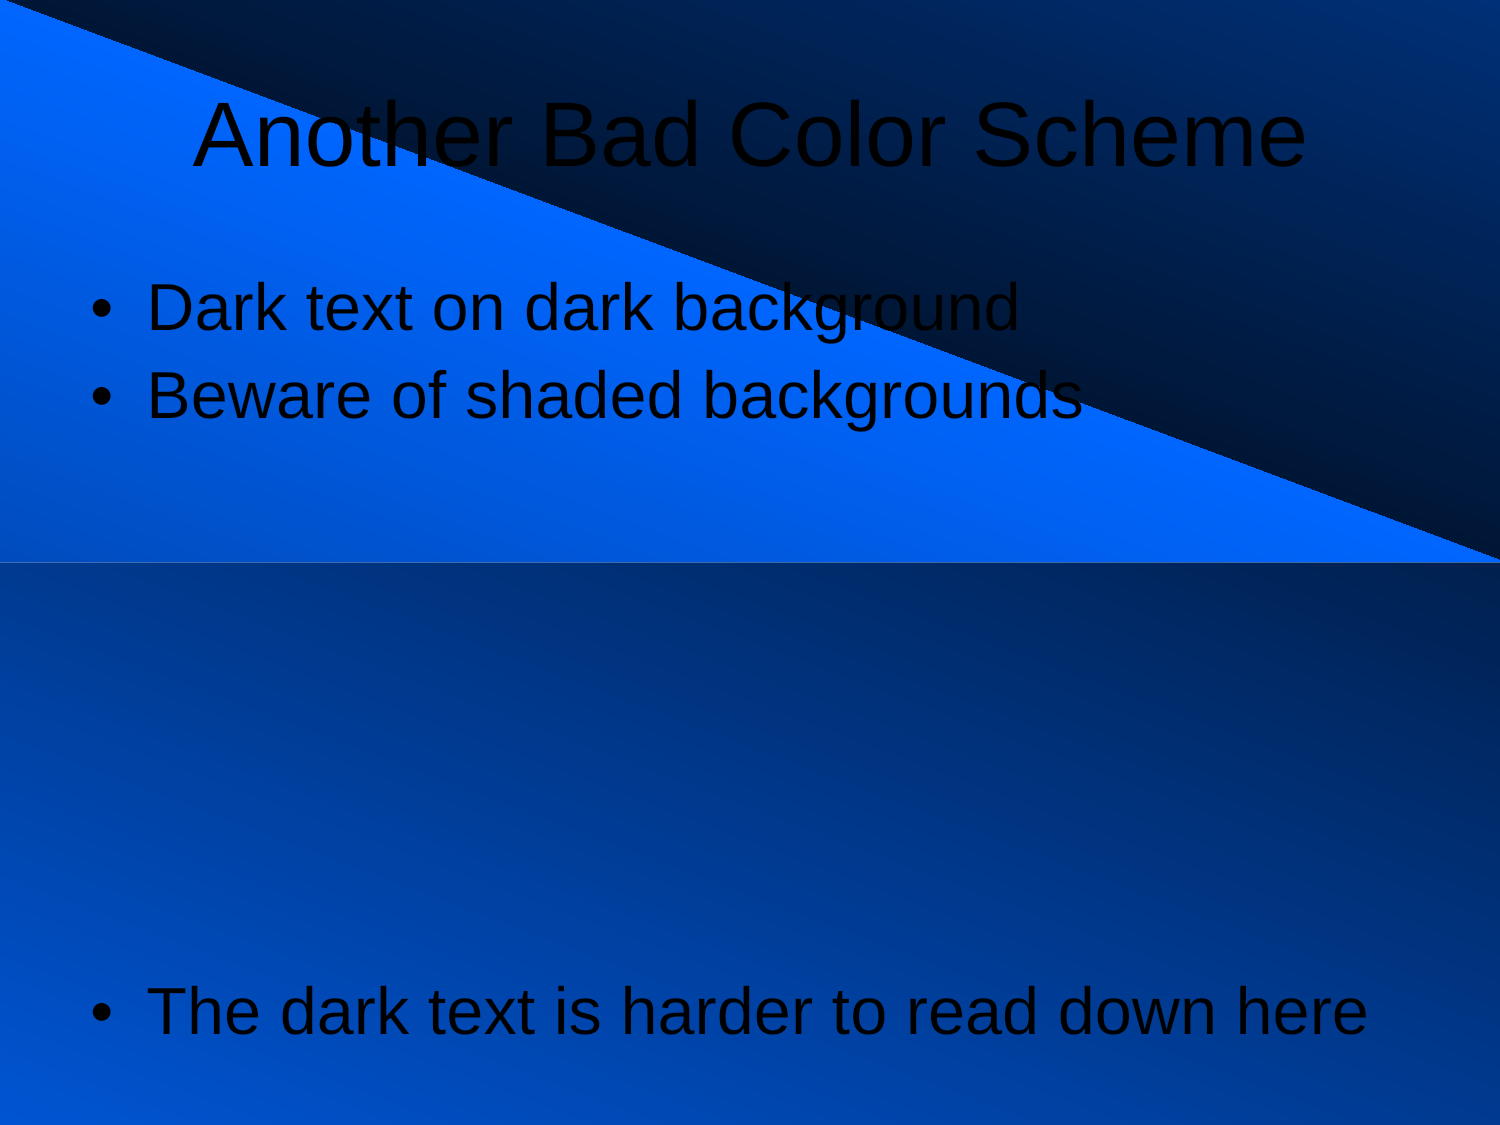 Another Bad Color Scheme
• Dark text on dark background
• Beware of shaded backgrounds
• The dark text is harder to read down here